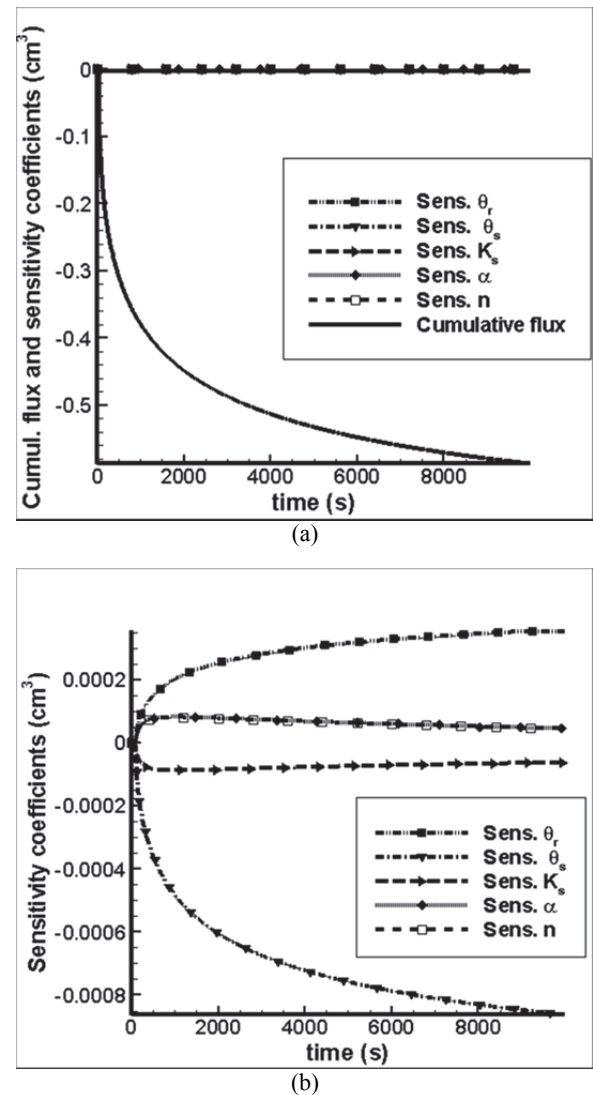 Cumul. flux and sensitivity coefficients (cm³)
0
-0.1
-0.2
-0.3
-0.4
-0.5
0 2000 4000 6000 8000
time (s)
Sens. θr
Sens. θs
Sens. Ks
Sens. α
Sens. n
Cumulative flux
(a)
Sensitivity coefficients (cm³)
0.0002
0
-0.0002
-0.0004
-0.0006
-0.0008
0 2000 4000 6000 8000
time (s)
Sens. θr
Sens. θs
Sens. Ks
Sens. α
Sens. n
(b)